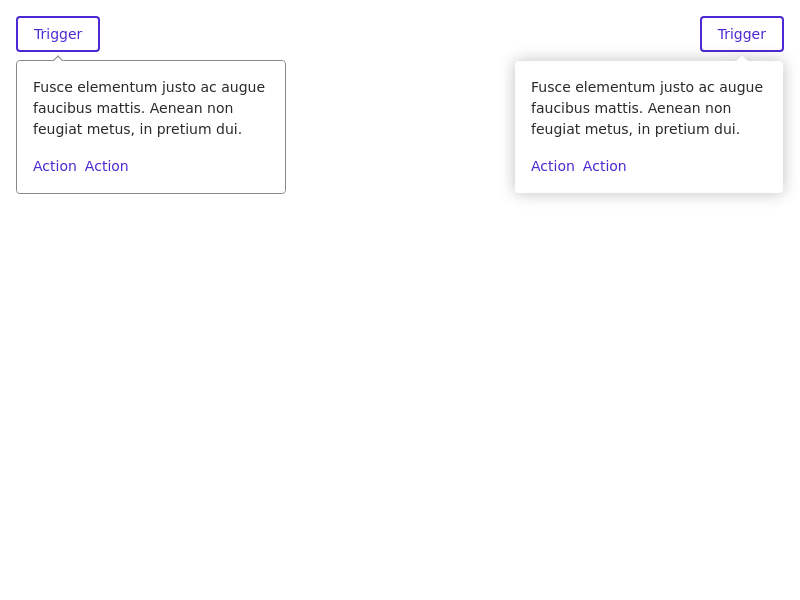 Trigger
Fusce elementum justo ac augue
faucibus mattis. Aenean non
feugiat metus, in pretium dui.
Action Action
Trigger
Fusce elementum justo ac augue
faucibus mattis. Aenean non
feugiat metus, in pretium dui.
Action Action